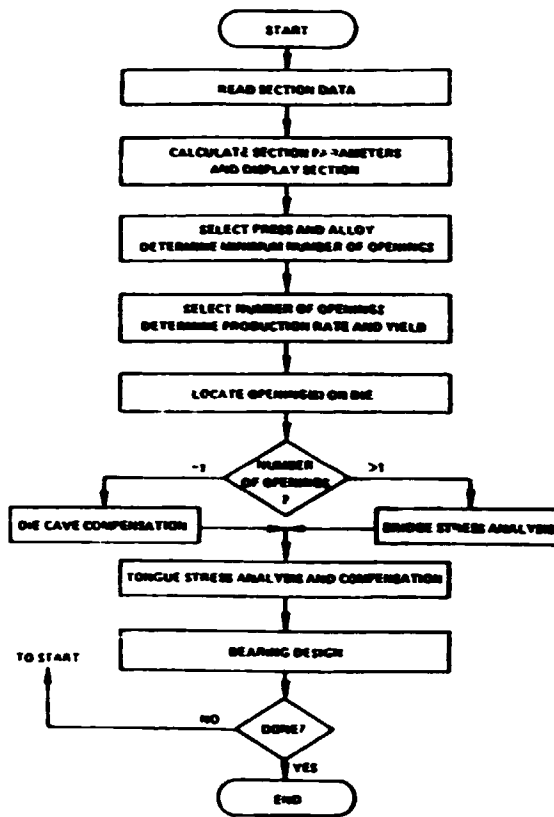 START
READ SECTION DATA
CALCULATE SECTION PARAMETERS
AND DISPLAY SECTION
SELECT PRESS AND ALLOY
DETERMINE MINIMUM NUMBER OF OPENINGS
SELECT NUMBER OF OPENINGS
DETERMINE PRODUCTION RATE AND YIELD
LOCATE OPENING(S) ON DIE
NUMBER
OF OPENINGS
?
>1
DIE CAVE COMPENSATION
BRIDGE STRESS ANALYSIS
TONGUE STRESS ANALYSIS AND COMPENSATION
BEARING DESIGN
TO START
NO
DONE?
YES
END